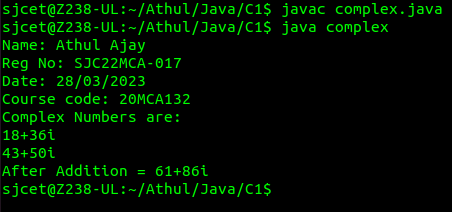 sjcet@Z238-UL:~/Athul/Java/C1$ javac complex.java
sjcet@Z238-UL:~/Athul/Java/C1$ java complex
Name: Athul Ajay
Reg No: SJC22MCA-017
Date: 28/03/2023
Course code: 20MCA132
Complex Numbers are:
18+36i
43+50i
After Addition = 61+86i
sjcet@Z238-UL:~/Athul/Java/C1$